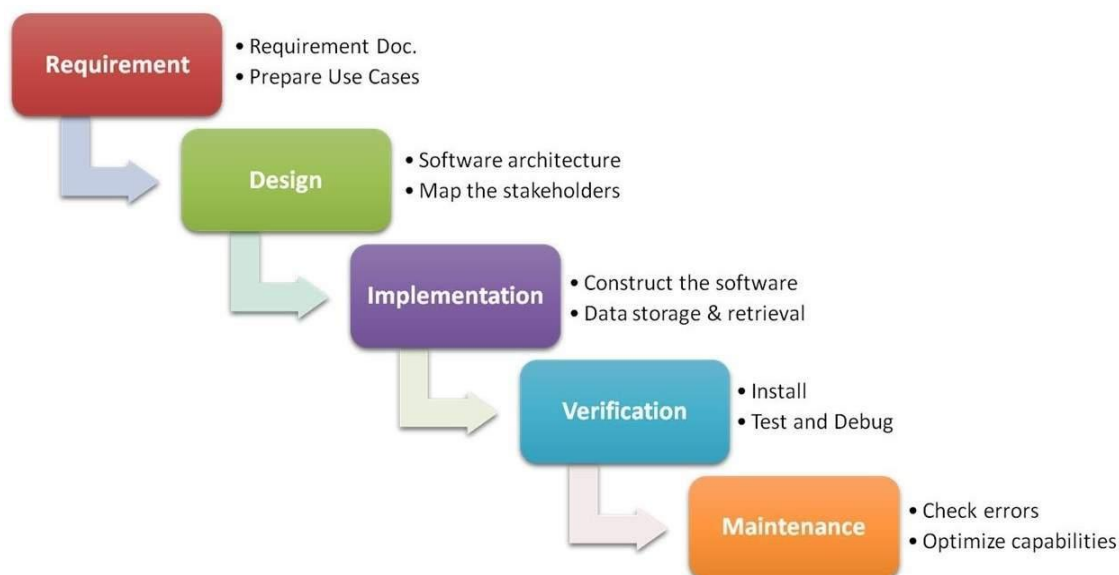 Requirement
• Requirement Doc.
• Prepare Use Cases
Design
• Software architecture
• Map the stakeholders
Implementation
• Construct the software
• Data storage & retrieval
Verification
• Install
• Test and Debug
Maintenance
• Check errors
• Optimize capabilities